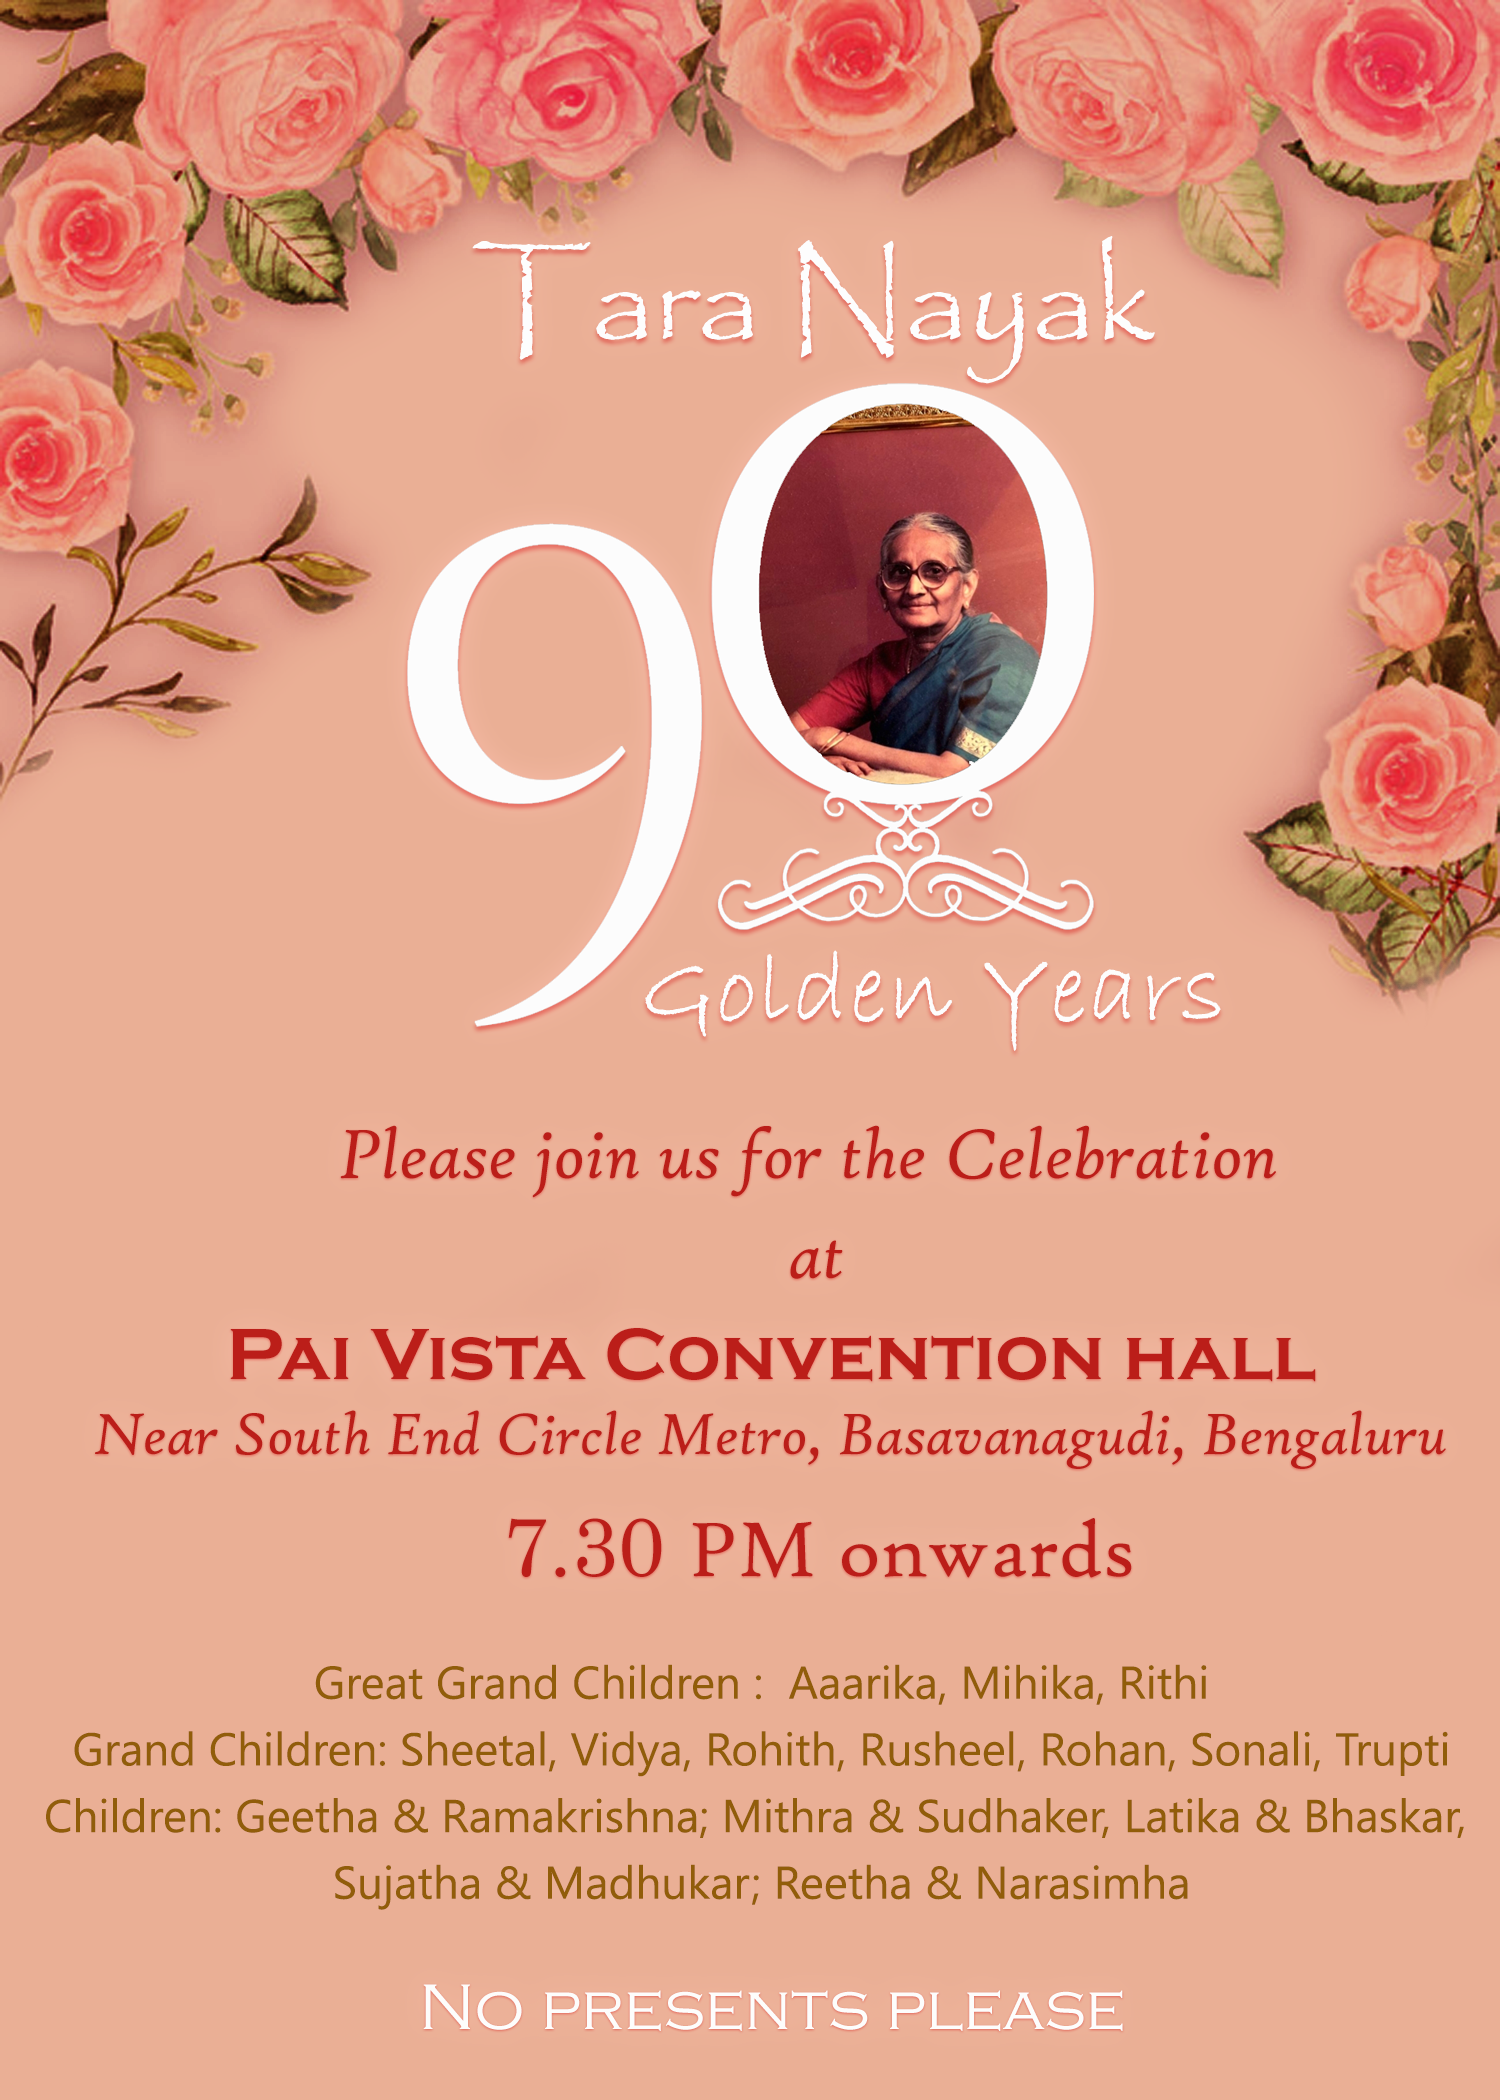 Tara Nayak
90
Golden Years
Please join us for the Celebration
at
PAI VISTA CONVENTION HALL
Near South End Circle Metro, Basavanagudi, Bengaluru
7.30 PM onwards
Great Grand Children : Aaarika, Mihika, Rithi
Grand Children: Sheetal, Vidya, Rohith, Rusheel, Rohan, Sonali, Trupti
Children: Geetha & Ramakrishna; Mithra & Sudhaker, Latika & Bhaskar,
Sujatha & Madhukar; Reetha & Narasimha
NO PRESENTS PLEASE